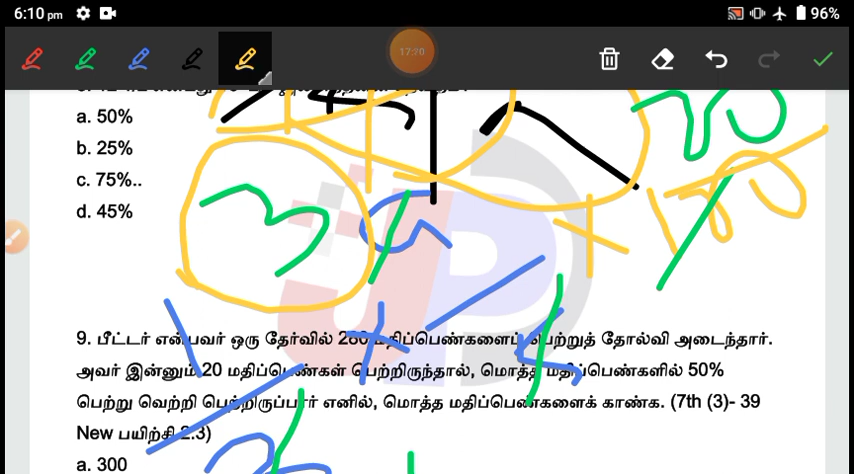 6:10 pm
96%
17:20
a. 50%
b. 25%
c. 75%..
d. 45%
9. பீட்டர் என்பவர் ஒரு தேர்வில் 280 மதிப்பெண்களைப் பெற்றுத் தோல்வி அடைந்தார்.
அவர் இன்னும் 20 மதிப்பெண்கள் பெற்றிருந்தால், மொத்த மதிப்பெண்களில் 50%
பெற்று வெற்றி பெற்றிருப்பார் எனில், மொத்த மதிப்பெண்களைக் காண்க. (7th (3)- 39
New பயிற்சி 2.3)
a. 300